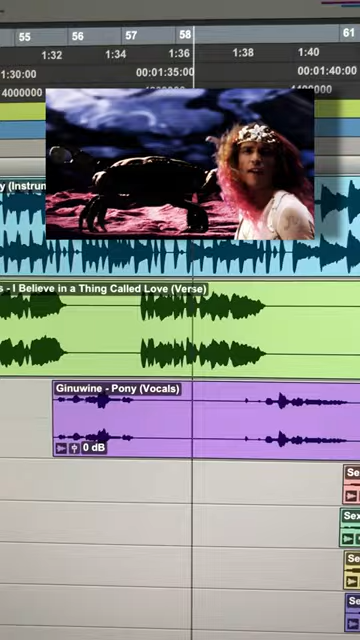 55 56 57 58 61
1:32 1:34 1:36 1:38 1:40
1:30:00 00:01:35:00 00:01:40:00
4000000
y (Instrum
s - I Believe in a Thing Called Love (Verse)
Ginuwine - Pony (Vocals)
0 dB
Se
Sex
Se
Se